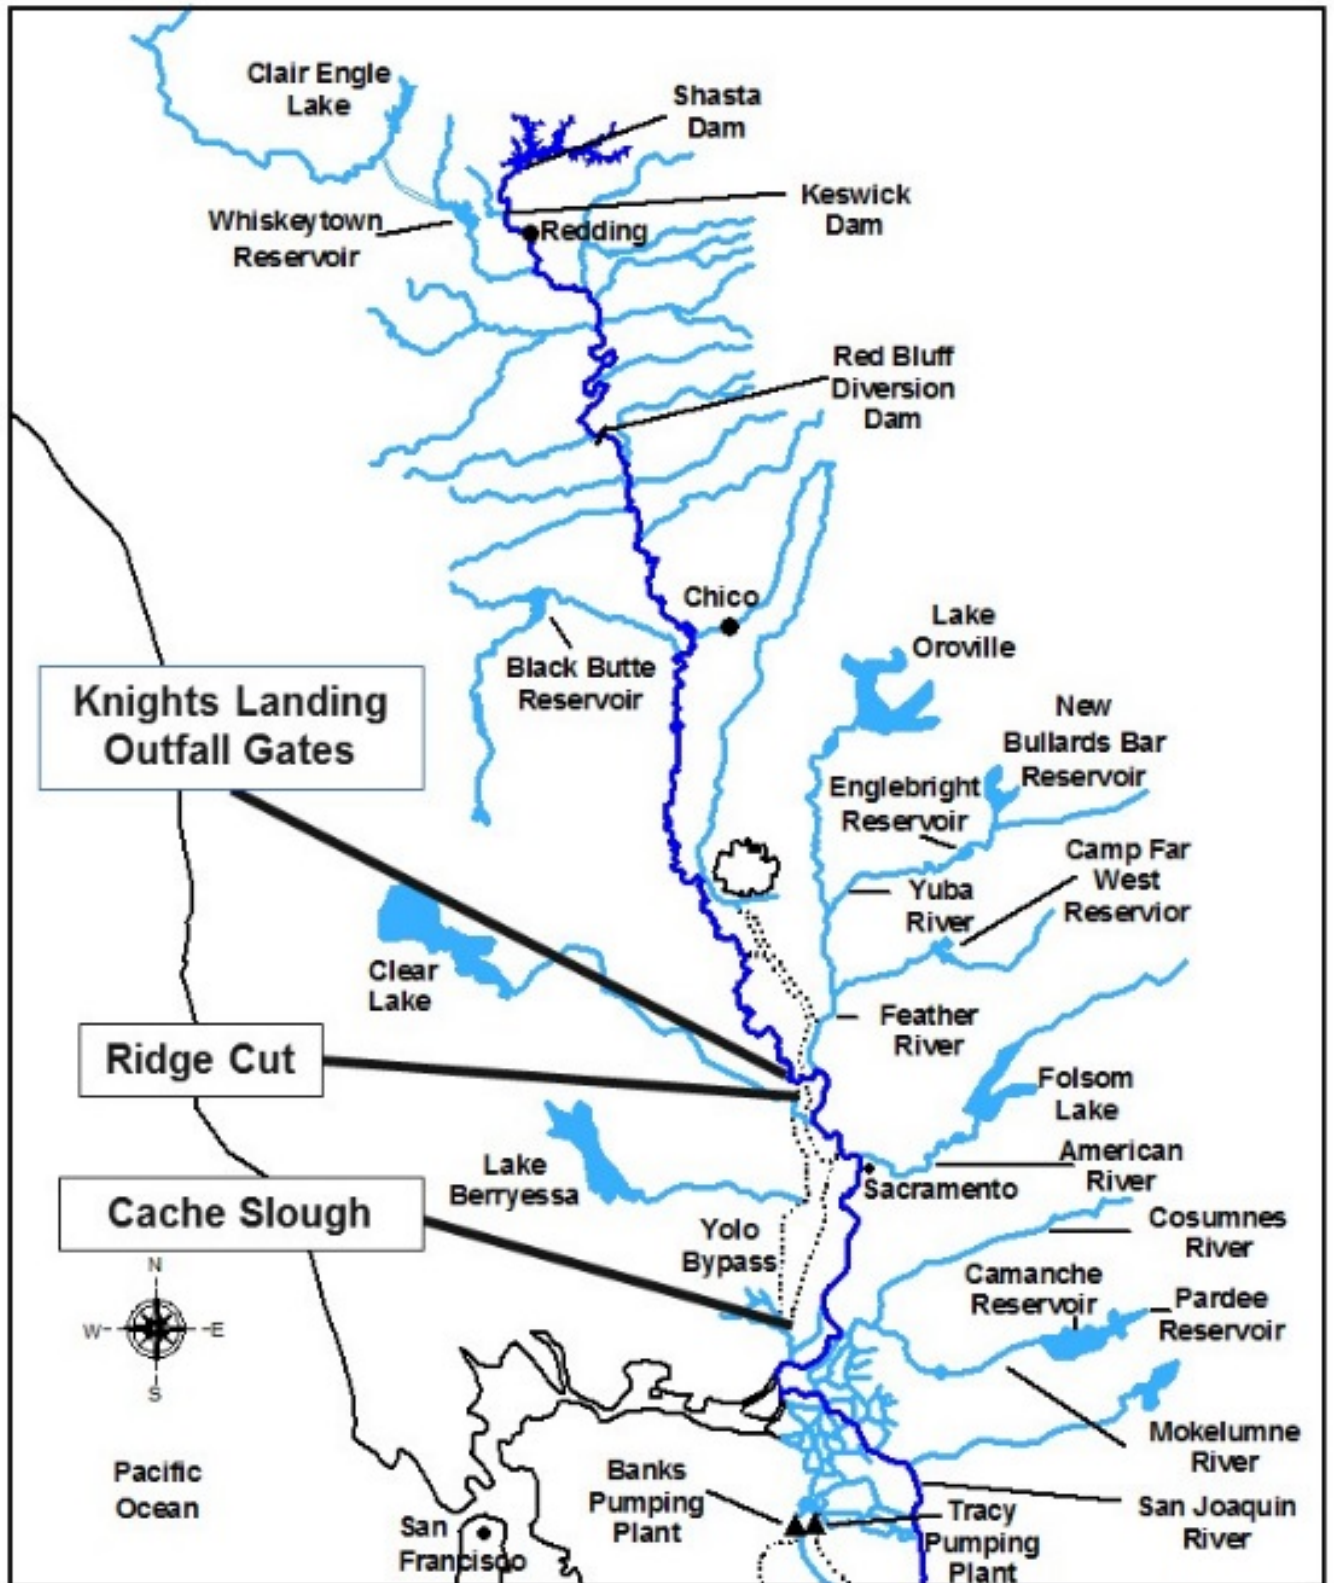 Clair Engle
Lake
Shasta
Dam
Keswick
Dam
Whiskeytown
Reservoir
Redding
Red Bluff
Diversion
Dam
Chico
Lake
Oroville
Black Butte
Reservoir
Knights Landing
Outfall Gates
New
Bullards Bar
Reservoir
Englebright
Reservoir
Camp Far
West
Reservior
Yuba
River
Clear
Lake
Feather
River
Ridge Cut
Folsom
Lake
American
River
Lake
Berryessa
Sacramento
Cache Slough
Yolo
Bypass
Cosumnes
River
Camanche
Reservoir
Pardee
Reservoir
N
W
E
S
Mokelumne
River
Pacific
Ocean
Banks
Pumping
Plant
San
Francisco
Tracy
Pumping
Plant
San Joaquin
River